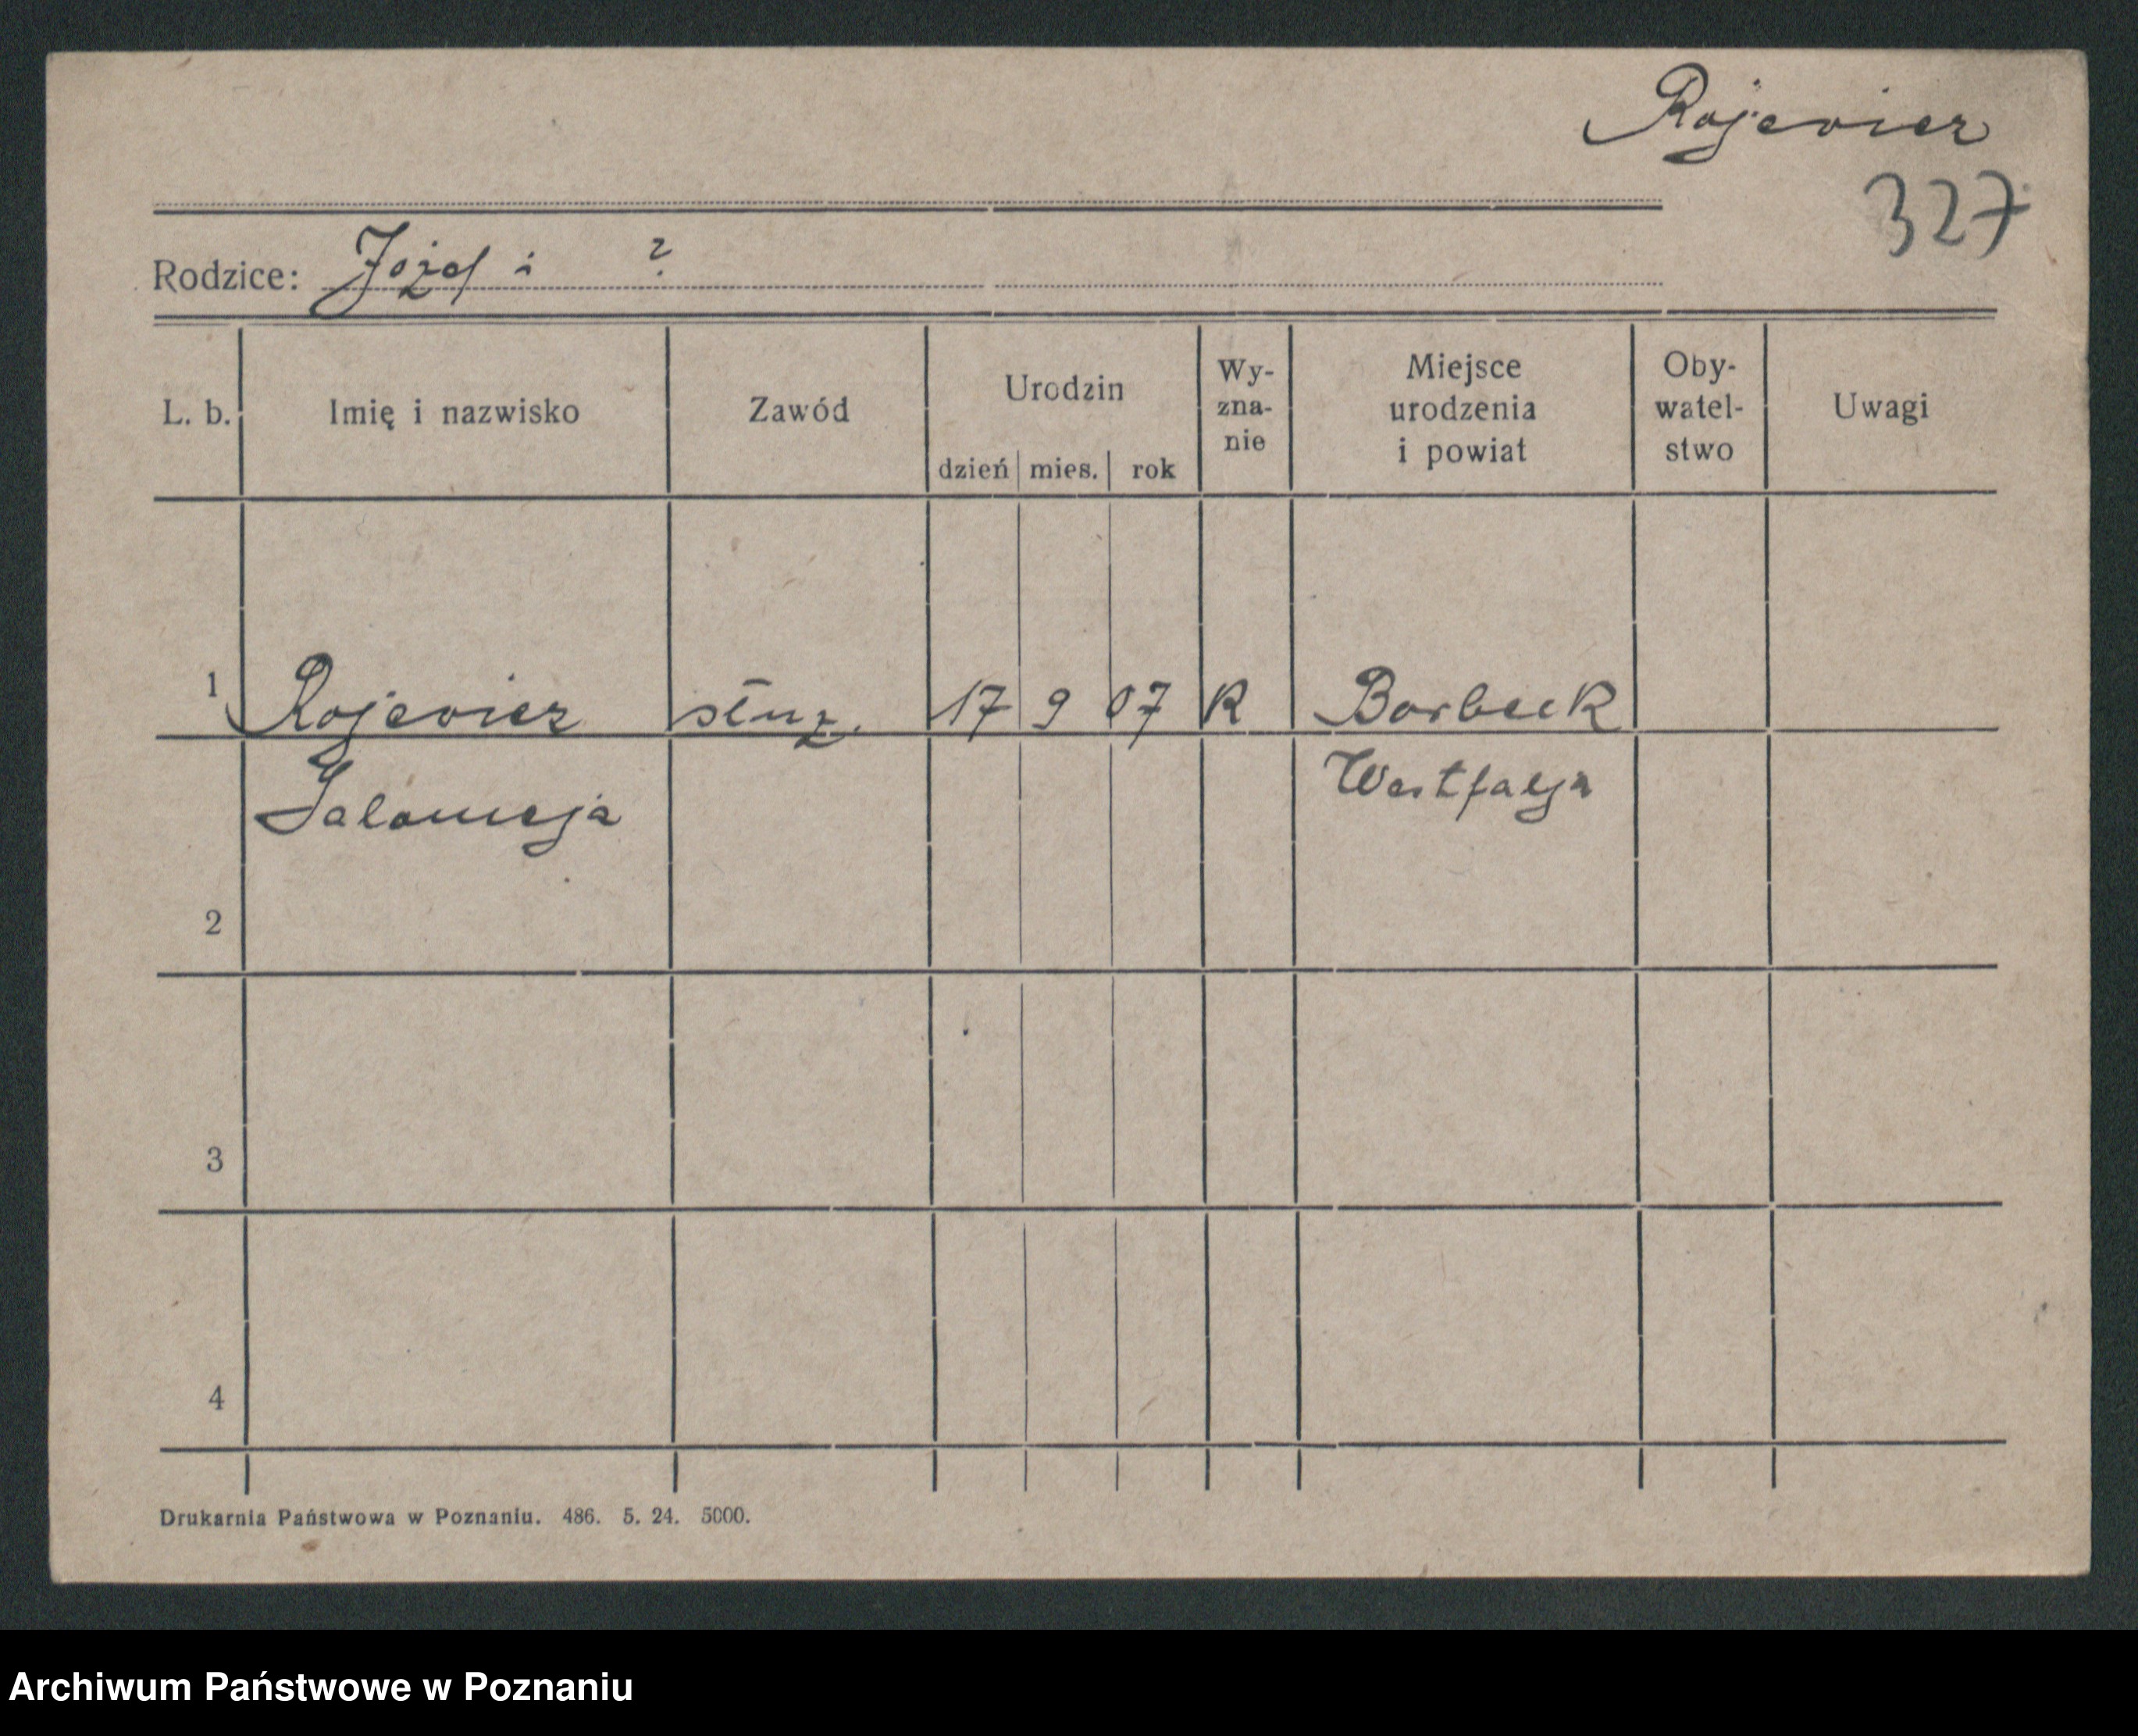 Rojewicz
327
Rodzice: Józef i ?
L. b. Imię i nazwisko Zawód Urodzin dzień mies. rok Wy-zna-nie Miejsce urodzenia i powiat Oby-watel-stwo Uwagi
1 Rojewicz służ. 17 9 07 K Borbeck
Salomeja Westfalja
2
3
4
Drukarnia Państwowa w Poznaniu. 486. 5. 24. 5000.
Archiwum Państwowe w Poznaniu